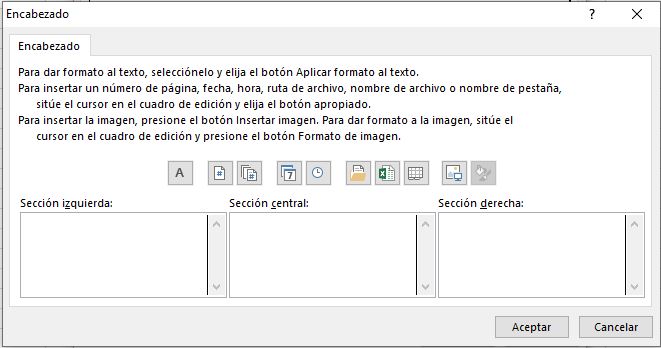 Encabezado
?
Encabezado
Para dar formato al texto, selecciónelo y elija el botón Aplicar formato al texto.
Para insertar un número de página, fecha, hora, ruta de archivo, nombre de archivo o nombre de pestaña,
sitúe el cursor en el cuadro de edición y elija el botón apropiado.
Para insertar la imagen, presione el botón Insertar imagen. Para dar formato a la imagen, sitúe el
cursor en el cuadro de edición y presione el botón Formato de imagen.
A # # 7 X
Sección izquierda: Sección central: Sección derecha:
Aceptar Cancelar